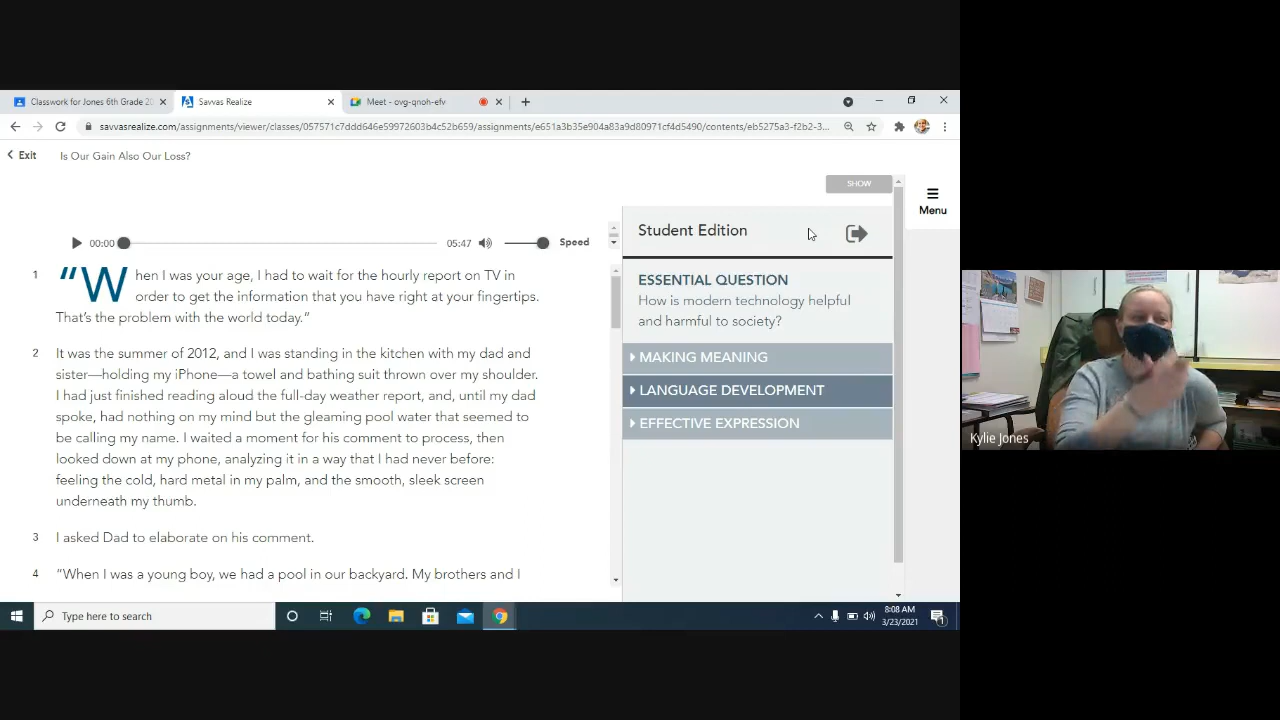 Classwork for Jones 6th Grade 20
Savvas Realize
Meet - ovg-qnoh-efv
savvasrealize.com/assignments/viewer/classes/057571c7ddd646e59972603b4c52b659/assignments/e651a3b35e904a83a9d80971cf4d5490/contents/eb5275a3-f2b2-3...
Exit
Is Our Gain Also Our Loss?
SHOW
Menu
00:00
05:47
Speed
1 “When I was your age, I had to wait for the hourly report on TV in
order to get the information that you have right at your fingertips.
That’s the problem with the world today.”
2 It was the summer of 2012, and I was standing in the kitchen with my dad and
sister—holding my iPhone—a towel and bathing suit thrown over my shoulder.
I had just finished reading aloud the full-day weather report, and, until my dad
spoke, had nothing on my mind but the gleaming pool water that seemed to
be calling my name. I waited a moment for his comment to process, then
looked down at my phone, analyzing it in a way that I had never before:
feeling the cold, hard metal in my palm, and the smooth, sleek screen
underneath my thumb.
3 I asked Dad to elaborate on his comment.
4 “When I was a young boy, we had a pool in our backyard. My brothers and I
Student Edition
ESSENTIAL QUESTION
How is modern technology helpful
and harmful to society?
MAKING MEANING
LANGUAGE DEVELOPMENT
EFFECTIVE EXPRESSION
Kylie Jones
Type here to search
8:08 AM
3/23/2021
1